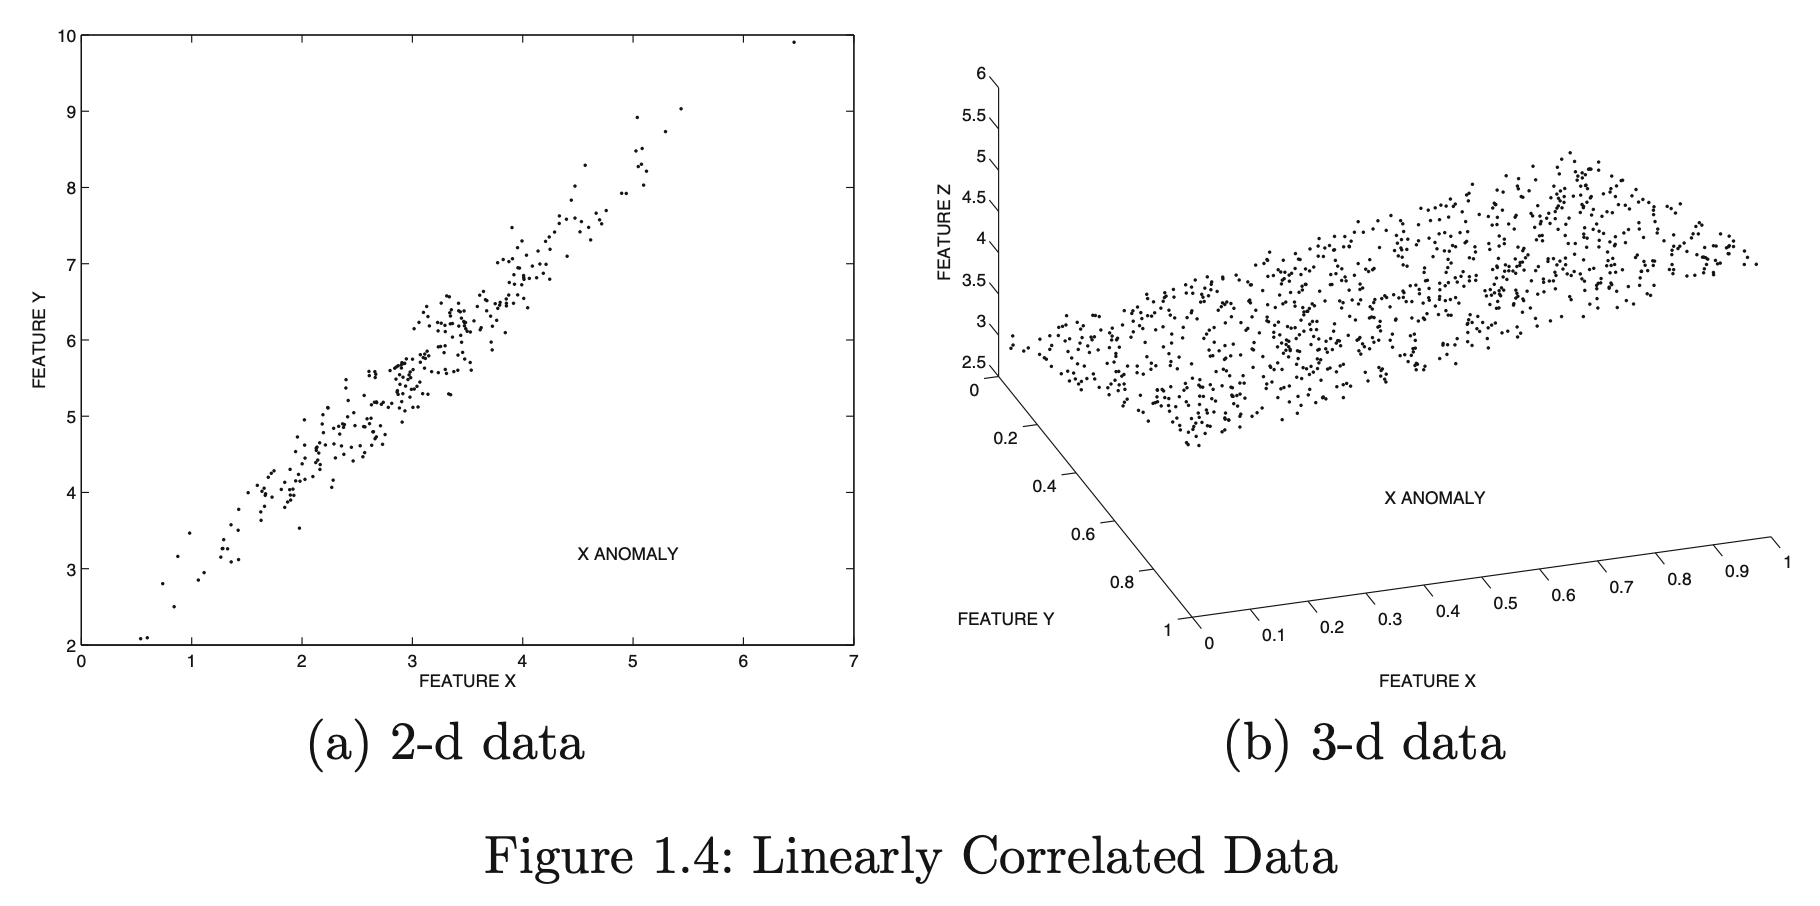 10
9
8
7
6
5
4
3
2
0 1 2 3 4 5 6 7
FEATURE Y
FEATURE X
X ANOMALY
(a) 2-d data
6
5.5
5
4.5
4
3.5
3
2.5
FEATURE Z
0
0.2
0.4
0.6
0.8
1
FEATURE Y
0 0.1 0.2 0.3 0.4 0.5 0.6 0.7 0.8 0.9 1
FEATURE X
X ANOMALY
(b) 3-d data
Figure 1.4: Linearly Correlated Data